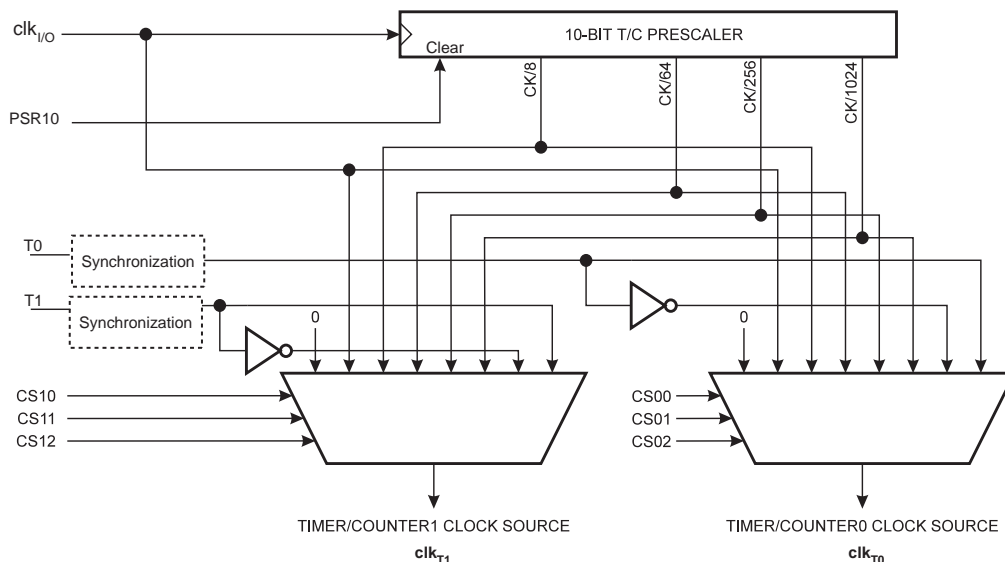 clkI/O
10-BIT T/C PRESCALER
Clear
CK/8
CK/64
CK/256
CK/1024
PSR10
T0
Synchronization
T1
Synchronization
0
0
CS10
CS11
CS12
CS00
CS01
CS02
TIMER/COUNTER1 CLOCK SOURCE
clkT1
TIMER/COUNTER0 CLOCK SOURCE
clkT0